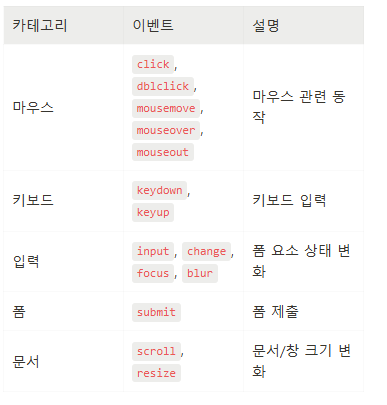 카테고리 이벤트 설명
마우스 click, dblclick, mousemove, mouseover, mouseout 마우스 관련 동작
키보드 keydown, keyup 키보드 입력
입력 input, change, focus, blur 폼 요소 상태 변화
폼 submit 폼 제출
문서 scroll, resize 문서/창 크기 변화